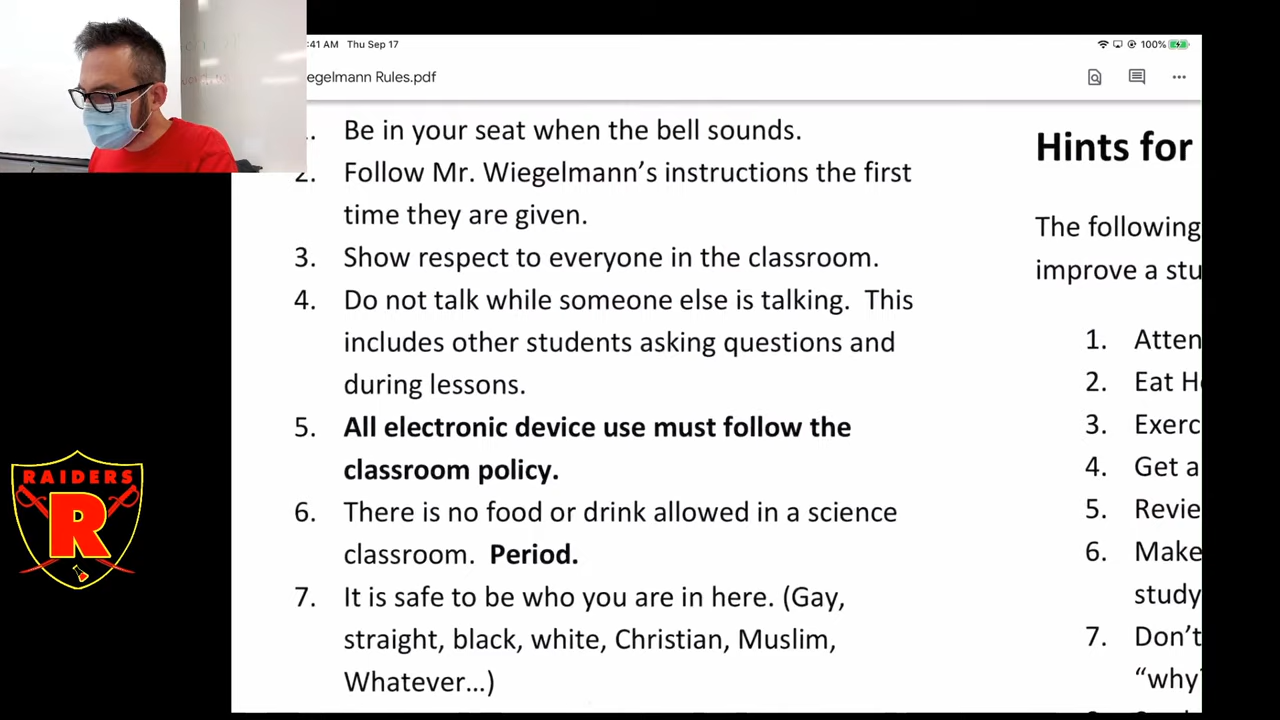 :41 AM Thu Sep 17
100%
egelmann Rules.pdf
1. Be in your seat when the bell sounds.
2. Follow Mr. Wiegelmann’s instructions the first
time they are given.
3. Show respect to everyone in the classroom.
4. Do not talk while someone else is talking.  This
includes other students asking questions and
during lessons.
5. All electronic device use must follow the
classroom policy.
6. There is no food or drink allowed in a science
classroom.  Period.
7. It is safe to be who you are in here. (Gay,
straight, black, white, Christian, Muslim,
Whatever…)
Hints for
The following
improve a stu
1. Atten
2. Eat H
3. Exerc
4. Get a
5. Revie
6. Make
study
7. Don’t
“why
RAIDERS
R